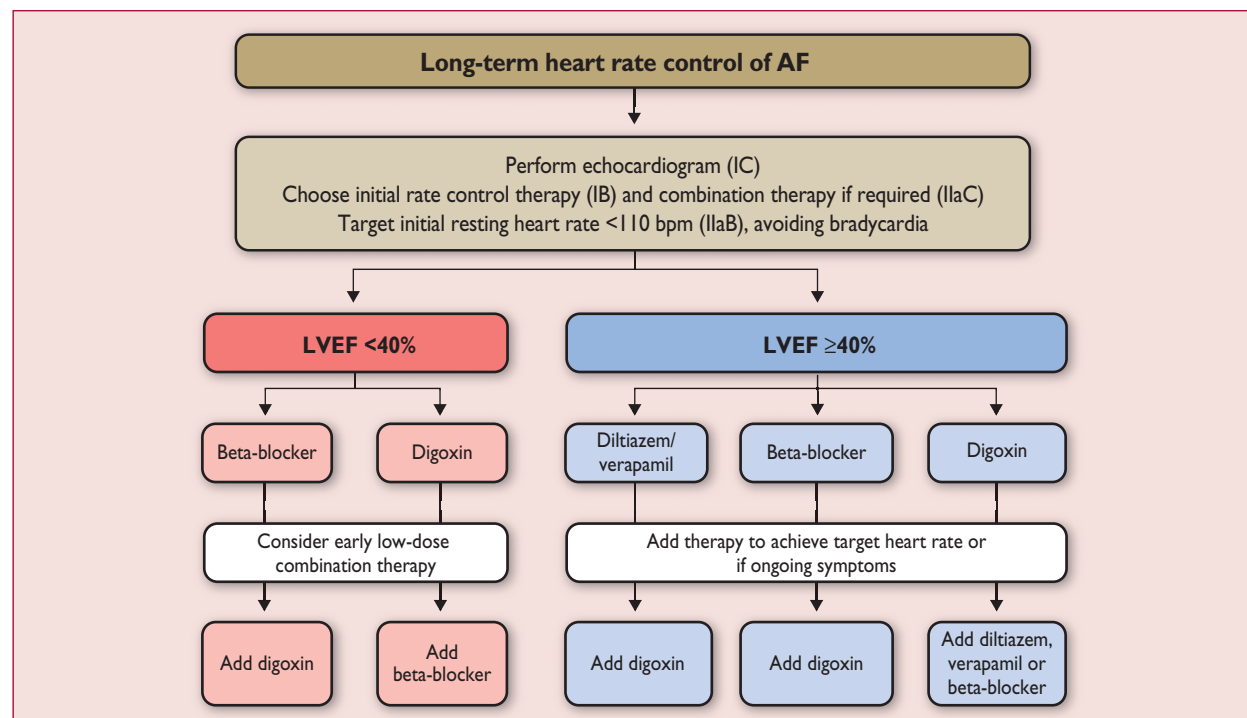 Long-term heart rate control of AF
Perform echocardiogram (IC)
Choose initial rate control therapy (IB) and combination therapy if required (IIaC)
Target initial resting heart rate <110 bpm (IIaB), avoiding bradycardia
LVEF <40%
LVEF ≥40%
Beta-blocker
Digoxin
Diltiazem/
verapamil
Beta-blocker
Digoxin
Consider early low-dose
combination therapy
Add therapy to achieve target heart rate or
if ongoing symptoms
Add digoxin
Add
beta-blocker
Add digoxin
Add digoxin
Add diltiazem,
verapamil or
beta-blocker